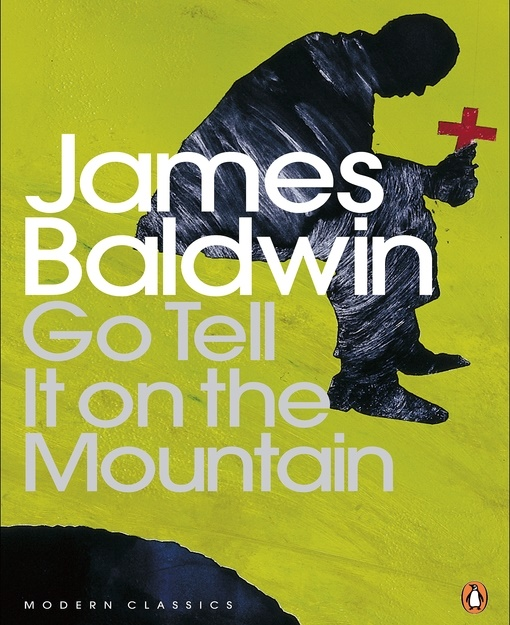 James
Baldwin
Go Tell
It on the
Mountain
MODERN CLASSICS